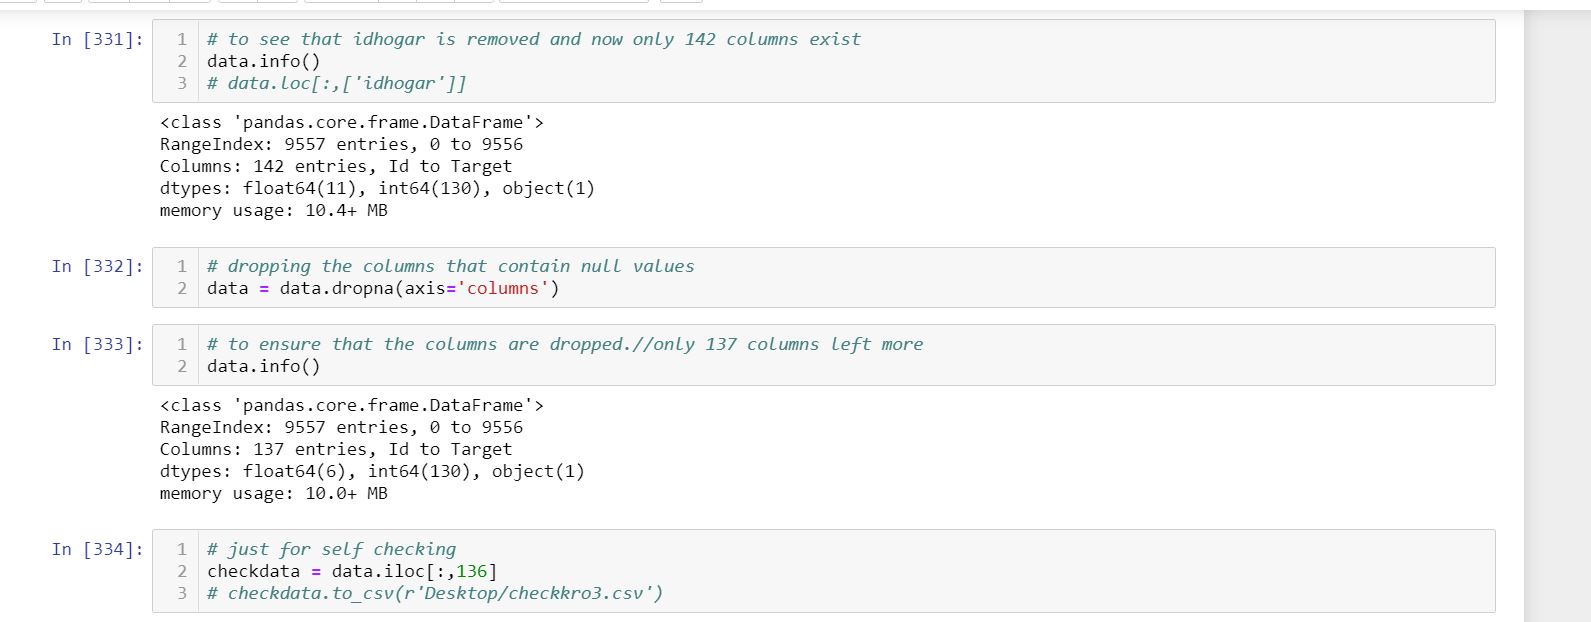 In [331]:
1 # to see that idhogar is removed and now only 142 columns exist
2 data.info()
3 # data.loc[:,['idhogar']]
<class 'pandas.core.frame.DataFrame'>
RangeIndex: 9557 entries, 0 to 9556
Columns: 142 entries, Id to Target
dtypes: float64(11), int64(130), object(1)
memory usage: 10.4+ MB
In [332]:
1 # dropping the columns that contain null values
2 data = data.dropna(axis='columns')
In [333]:
1 # to ensure that the columns are dropped.//only 137 columns left more
2 data.info()
<class 'pandas.core.frame.DataFrame'>
RangeIndex: 9557 entries, 0 to 9556
Columns: 137 entries, Id to Target
dtypes: float64(6), int64(130), object(1)
memory usage: 10.0+ MB
In [334]:
1 # just for self checking
2 checkdata = data.iloc[:,136]
3 # checkdata.to_csv(r'Desktop/checkkro3.csv')